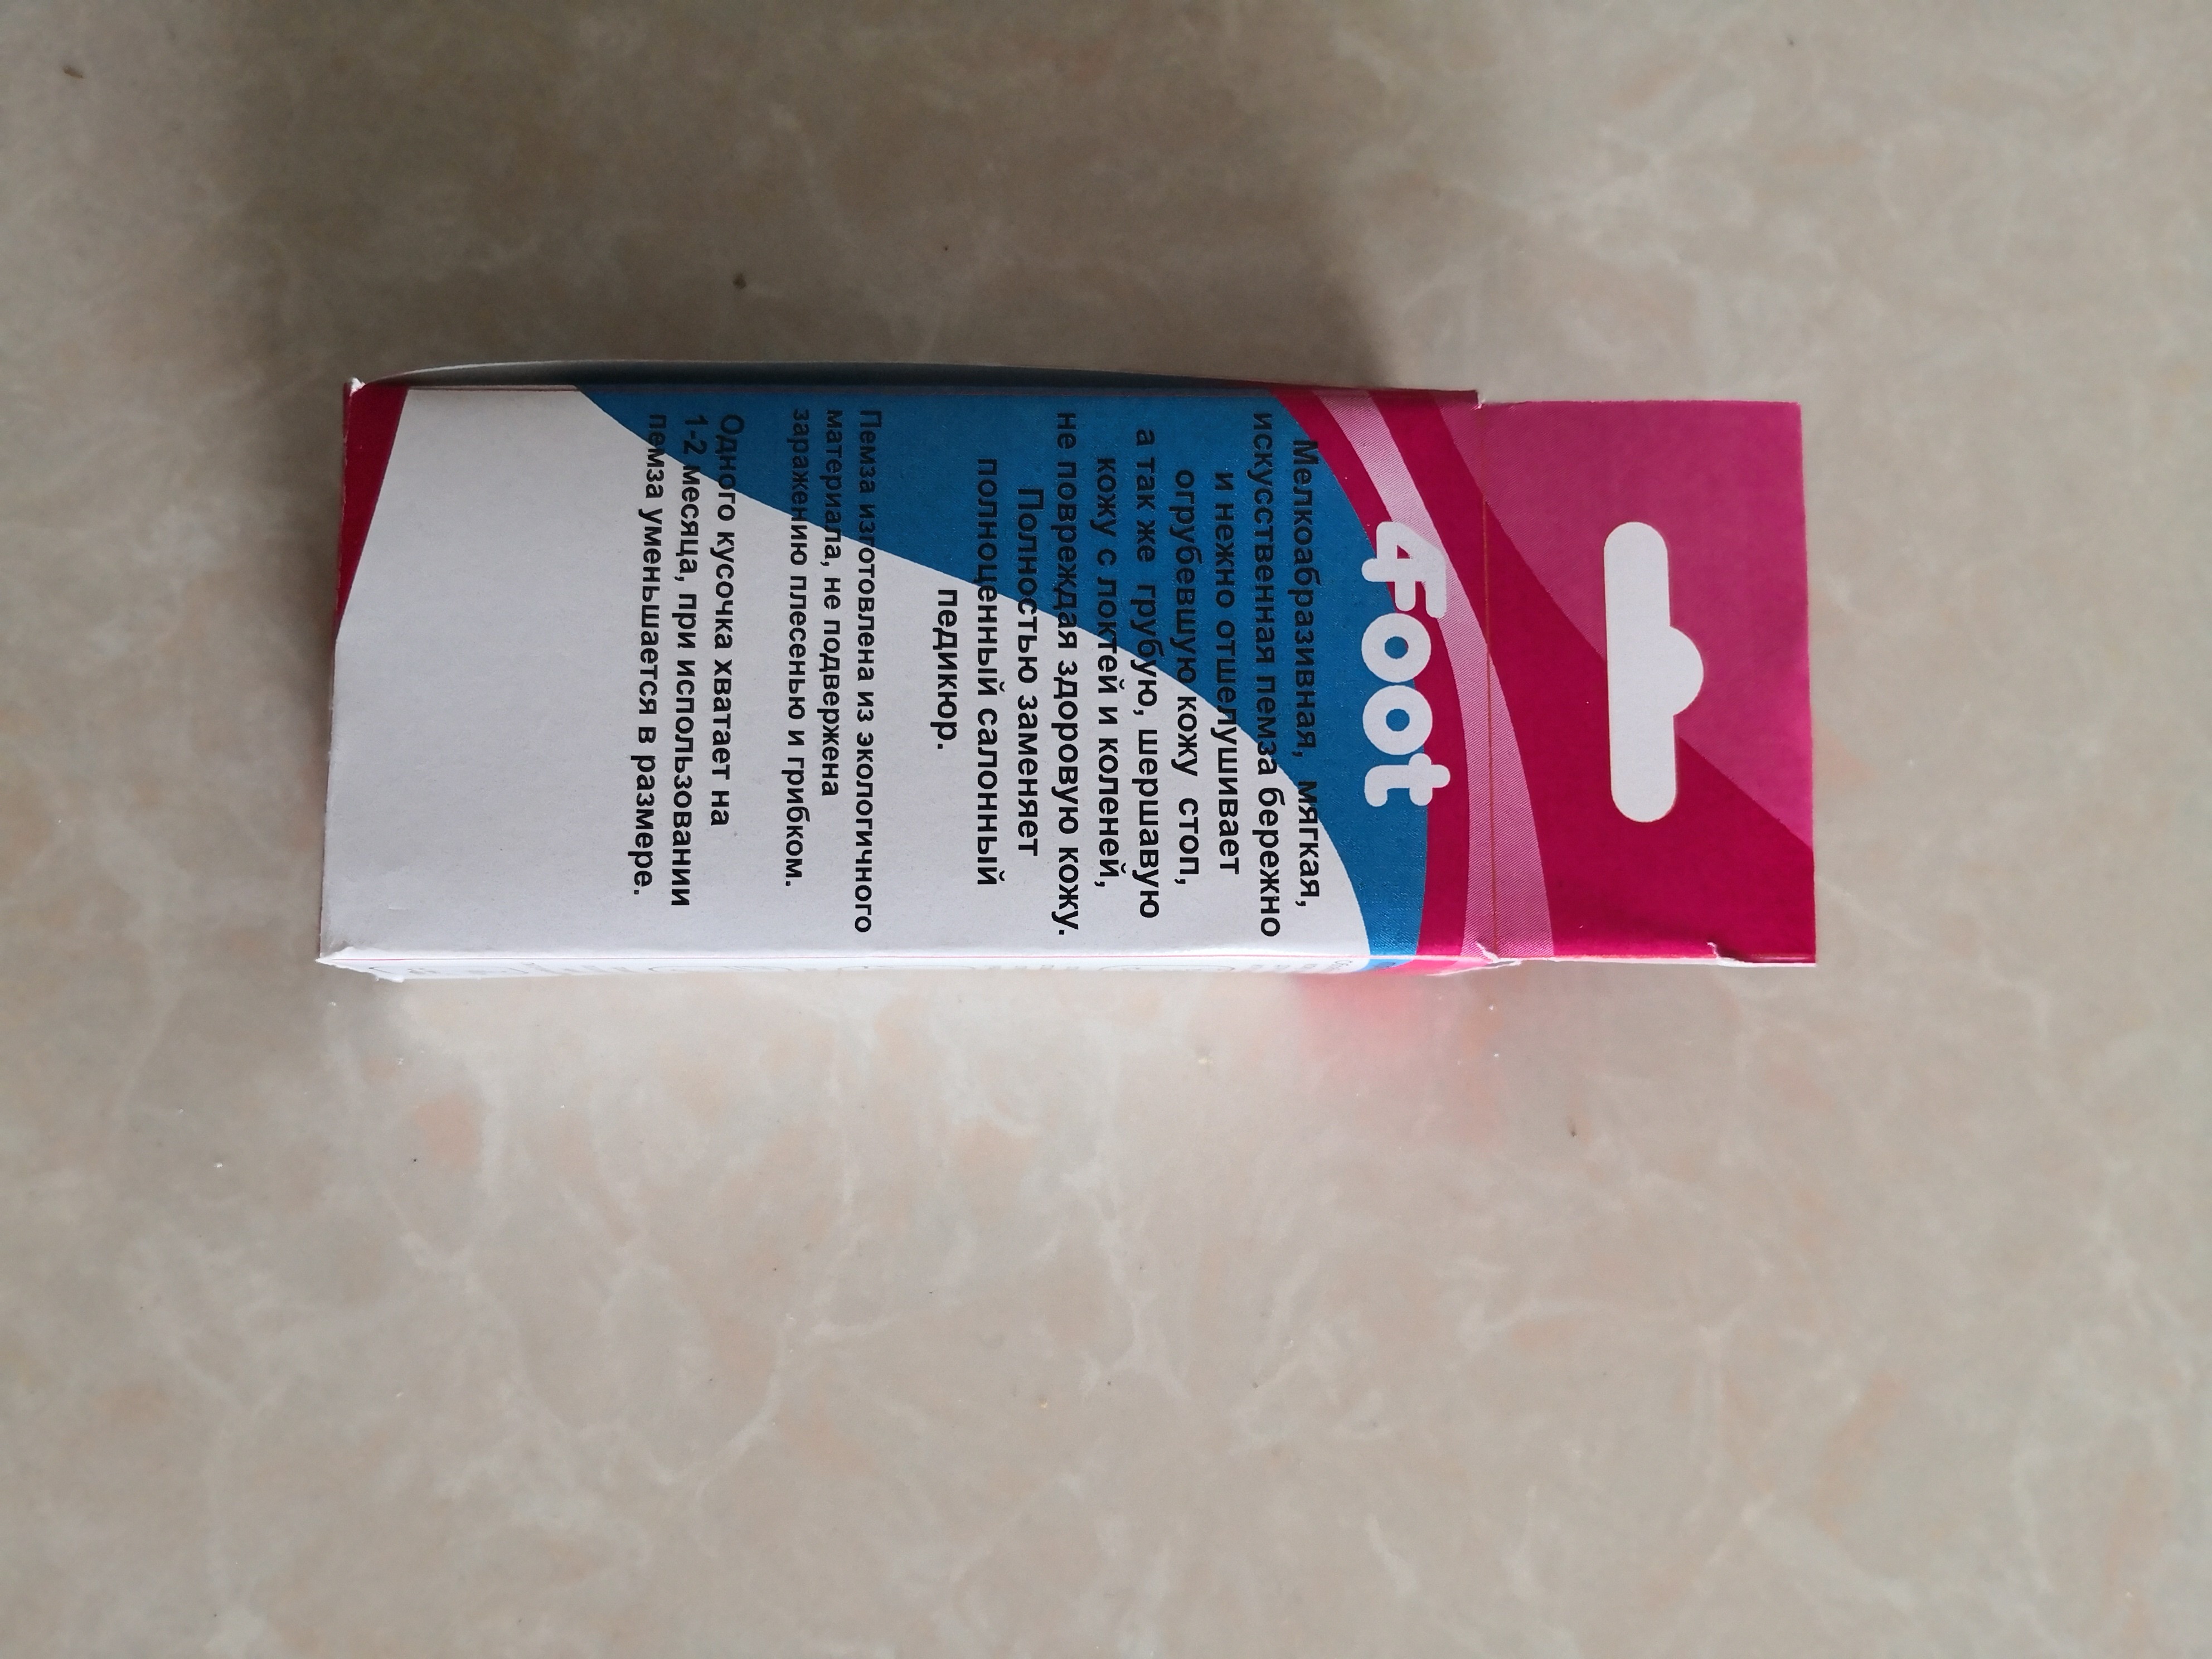 Foot
Мелкоабразивная, мягкая,
искусственная пемза бережно
и нежно отшелушивает
огрубевшую кожу стоп,
а так же грубую, шершавую
кожу с локтей и коленей,
не повреждая здоровую кожу.
Полностью заменяет
полноценный салонный
педикюр.
Пемза изготовлена из экологичного
материала, не подвержена
заражению плесенью и грибком.
Одного кусочка хватает на
1-2 месяца, при использовании
пемза уменьшается в размере.